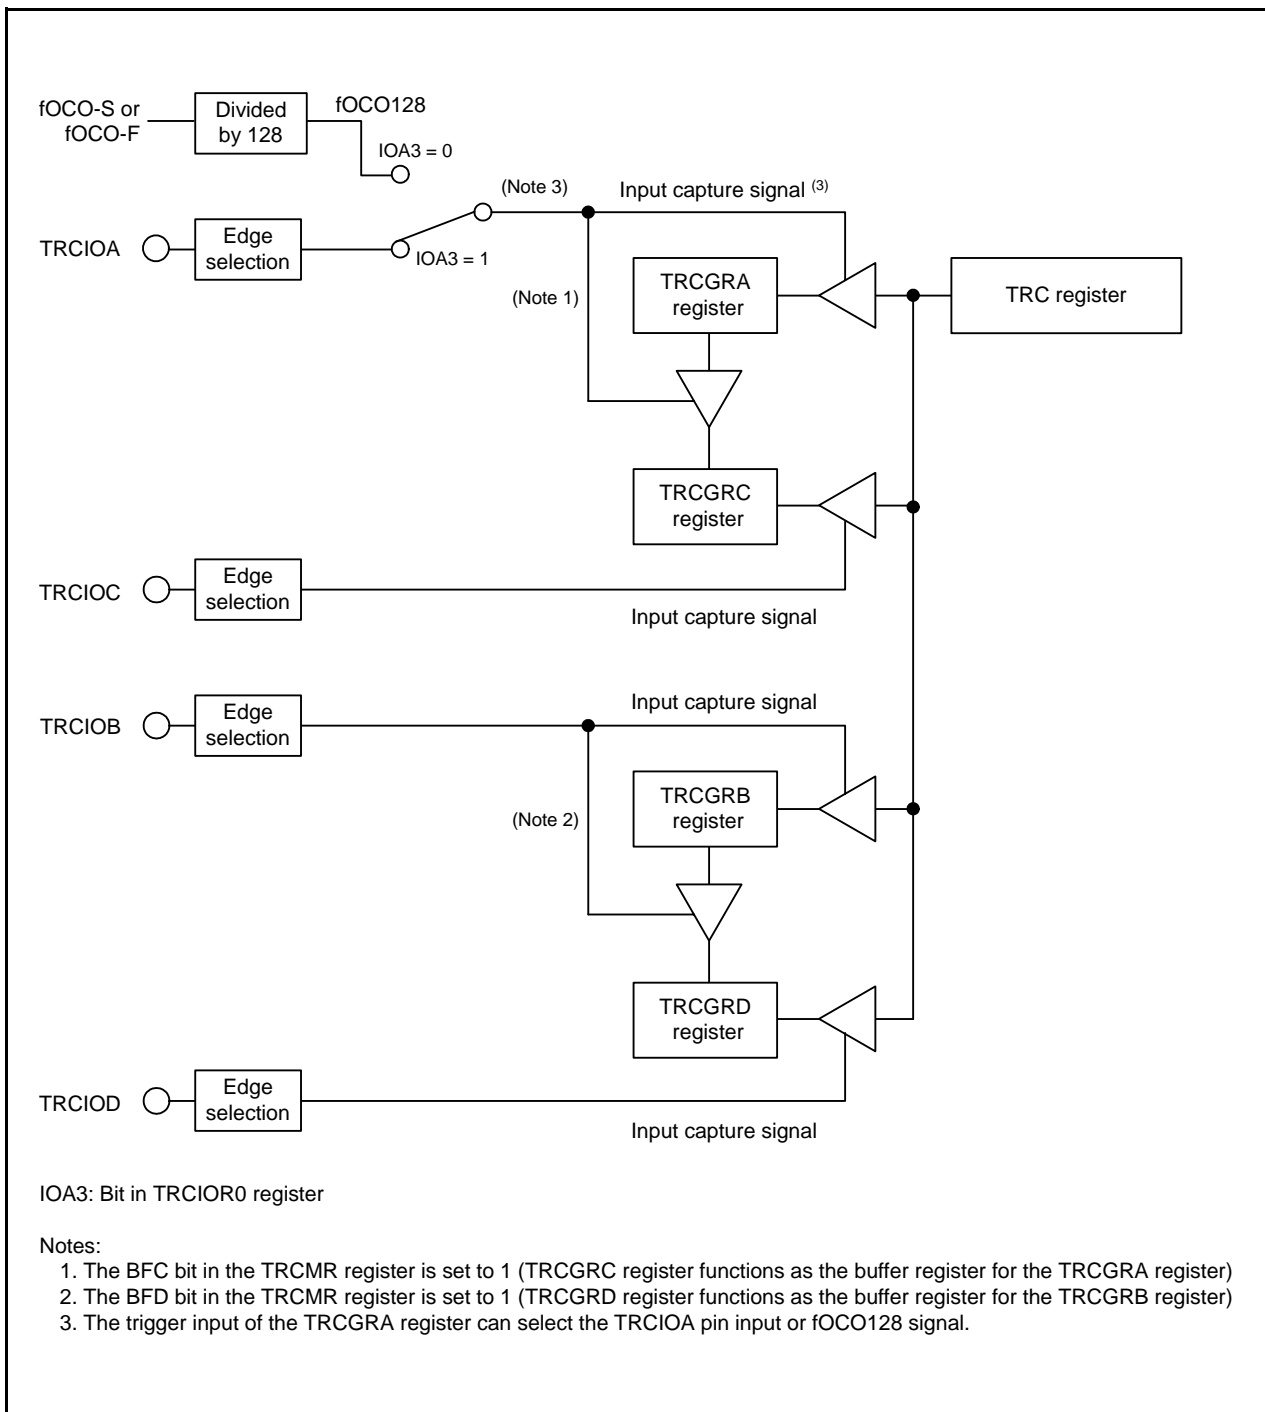 fOCO-S or
fOCO-F
Divided
by 128
fOCO128
IOA3 = 0
(Note 3)
Input capture signal (3)
TRCIOA
Edge
selection
IOA3 = 1
(Note 1)
TRCGRA
register
TRC register
TRCGRC
register
TRCIOC
Edge
selection
Input capture signal
TRCIOB
Edge
selection
Input capture signal
(Note 2)
TRCGRB
register
TRCGRD
register
TRCIOD
Edge
selection
Input capture signal
IOA3: Bit in TRCIOR0 register
Notes:
1. The BFC bit in the TRCMR register is set to 1 (TRCGRC register functions as the buffer register for the TRCGRA register)
2. The BFD bit in the TRCMR register is set to 1 (TRCGRD register functions as the buffer register for the TRCGRB register)
3. The trigger input of the TRCGRA register can select the TRCIOA pin input or fOCO128 signal.